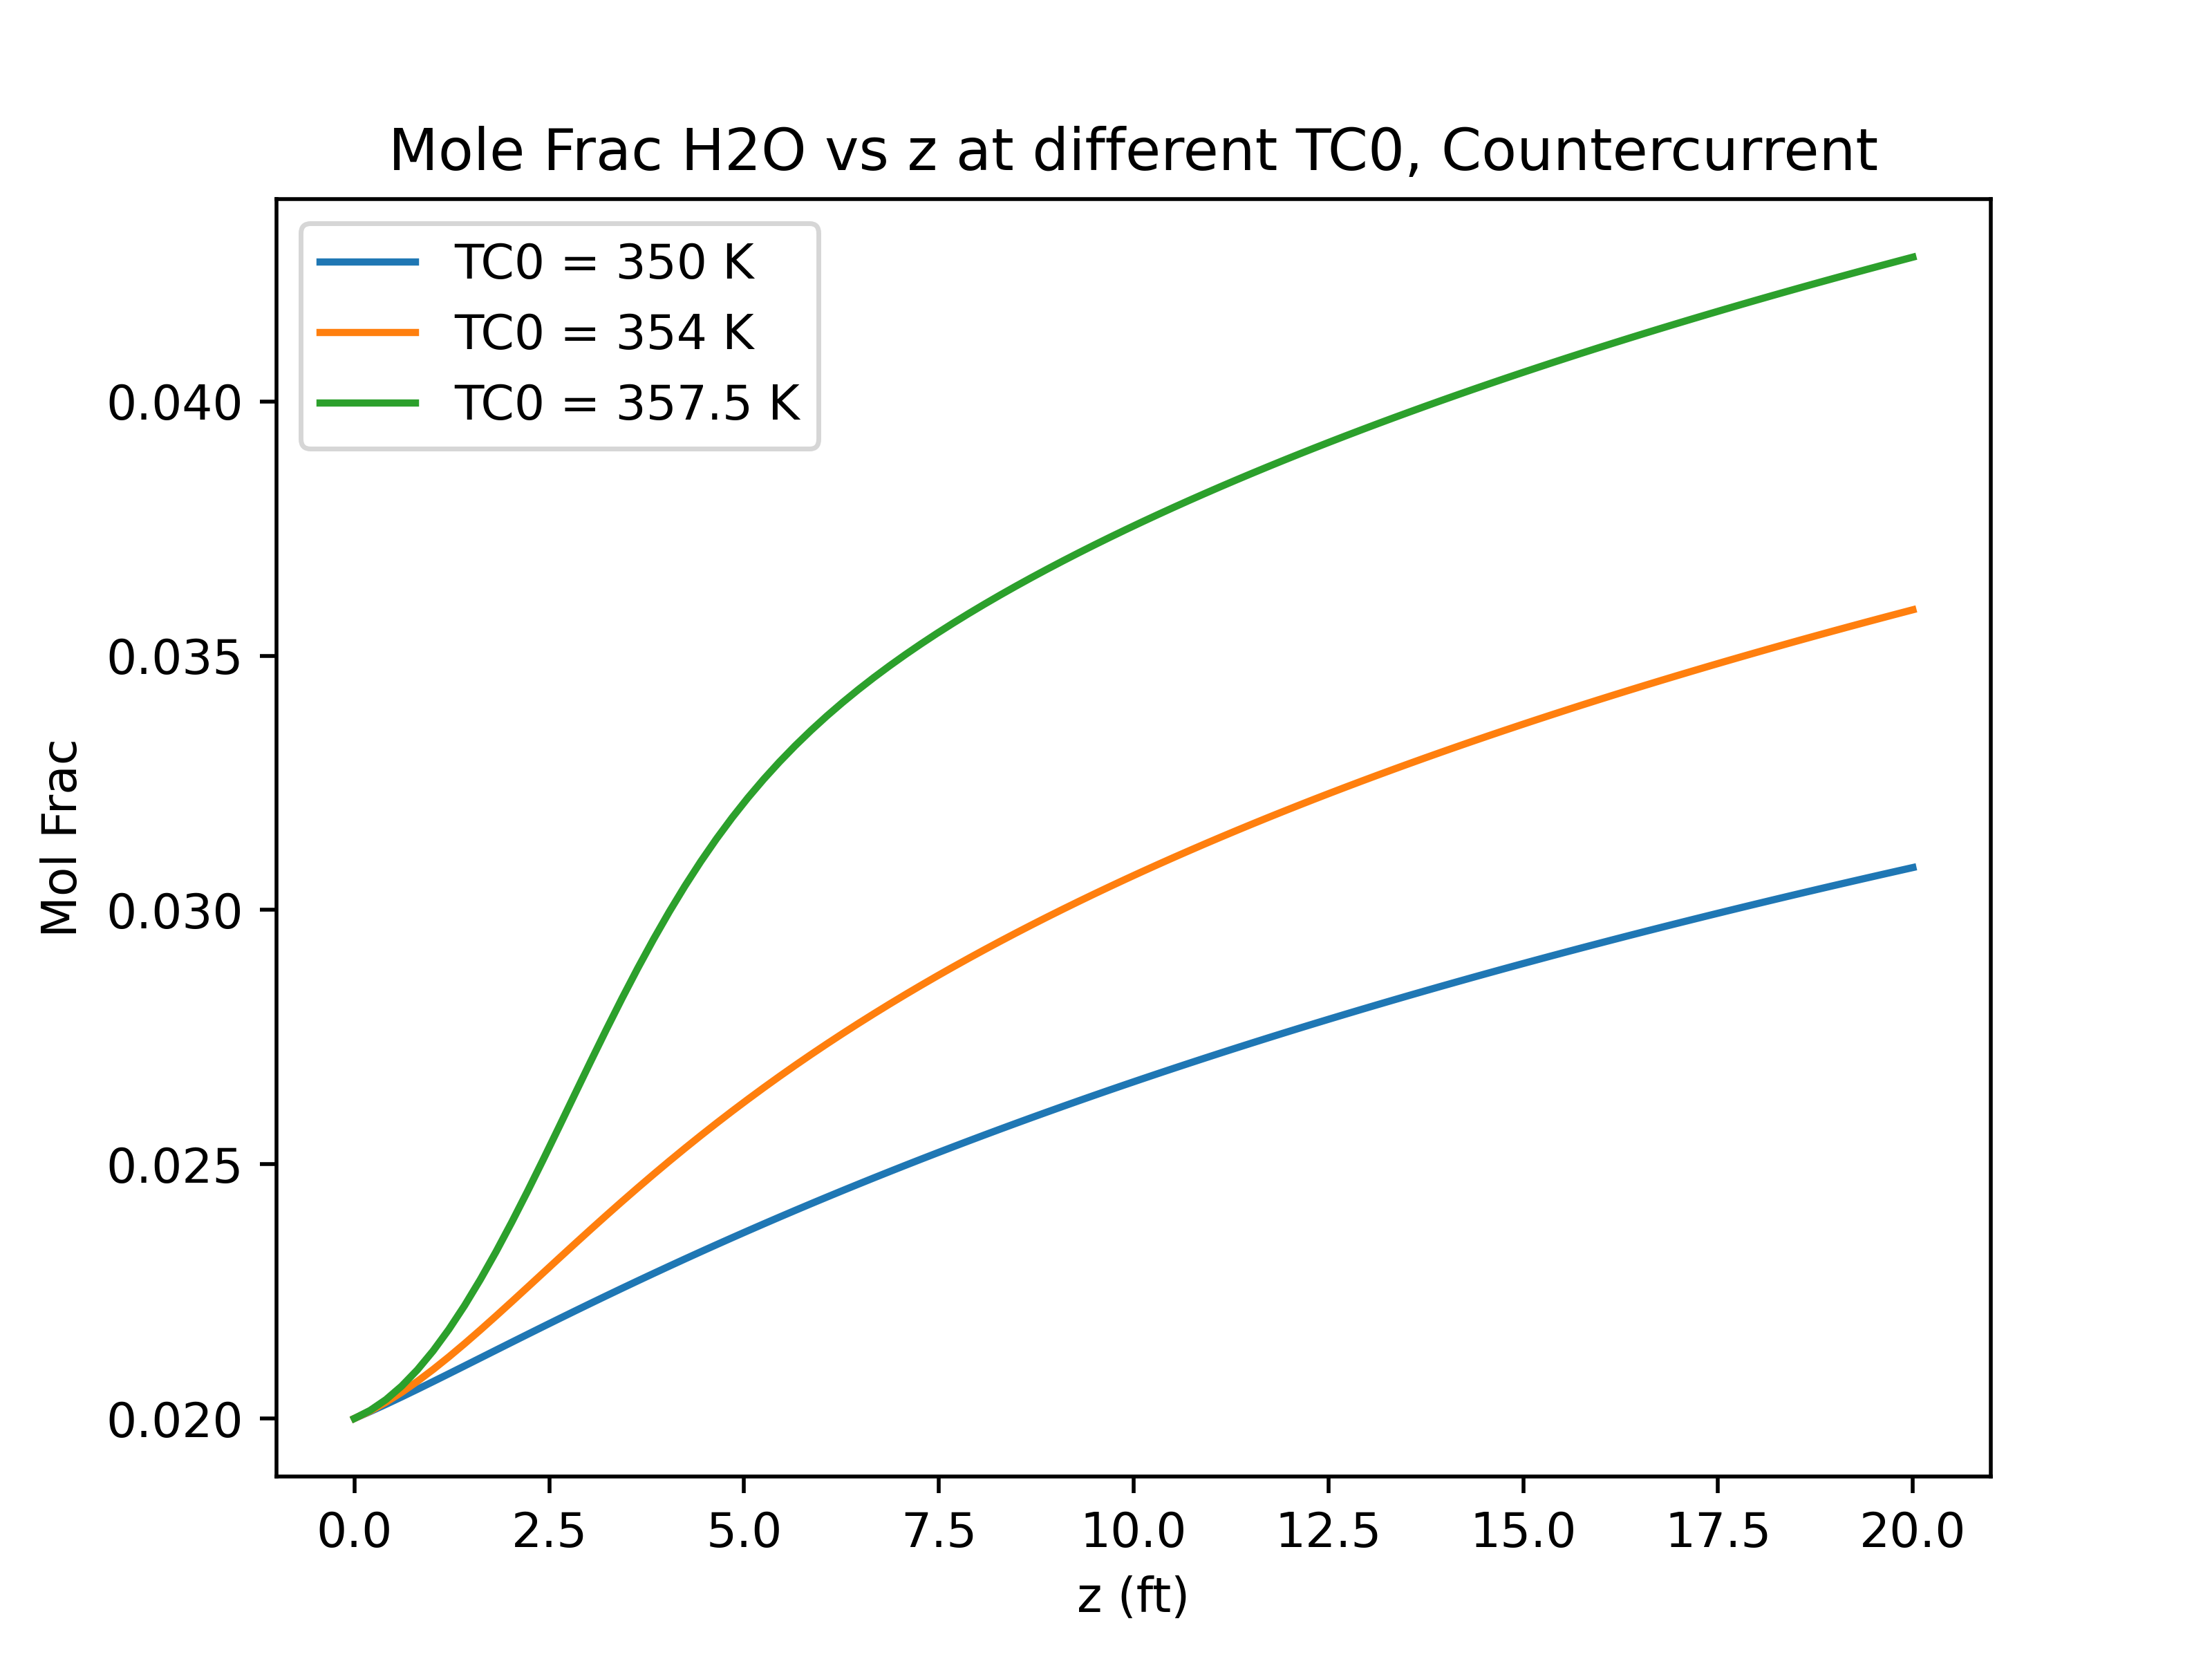 Mole Frac H2O vs z at different TC0, Countercurrent
TC0 = 350 K
TC0 = 354 K
TC0 = 357.5 K
0.040
0.035
0.030
0.025
0.020
Mol Frac
0.0 2.5 5.0 7.5 10.0 12.5 15.0 17.5 20.0
z (ft)